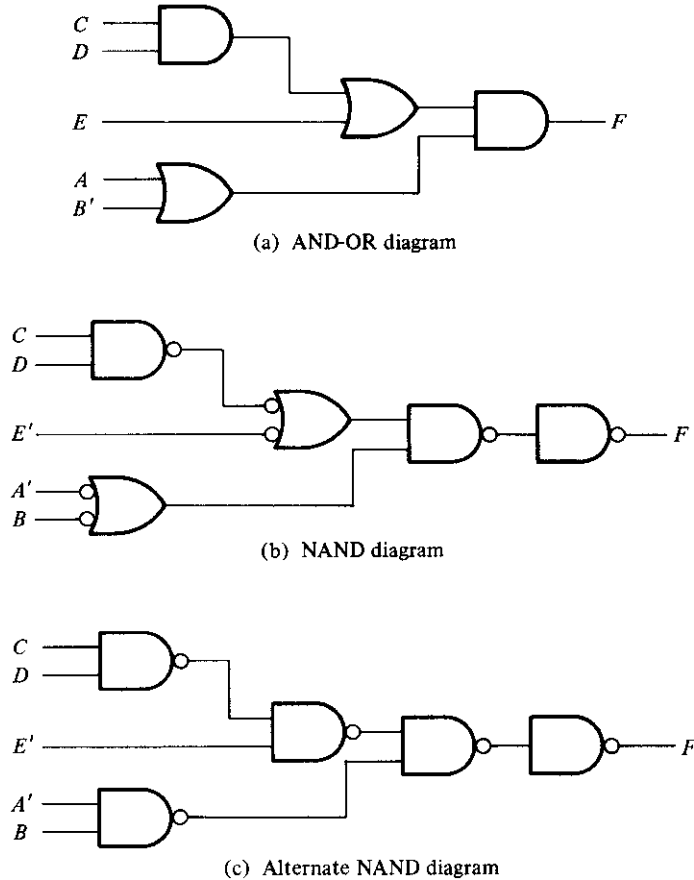 C
D
E
F
A
B'
(a) AND-OR diagram
C
D
E'
F
A'
B
(b) NAND diagram
C
D
E'
F
A'
B
(c) Alternate NAND diagram